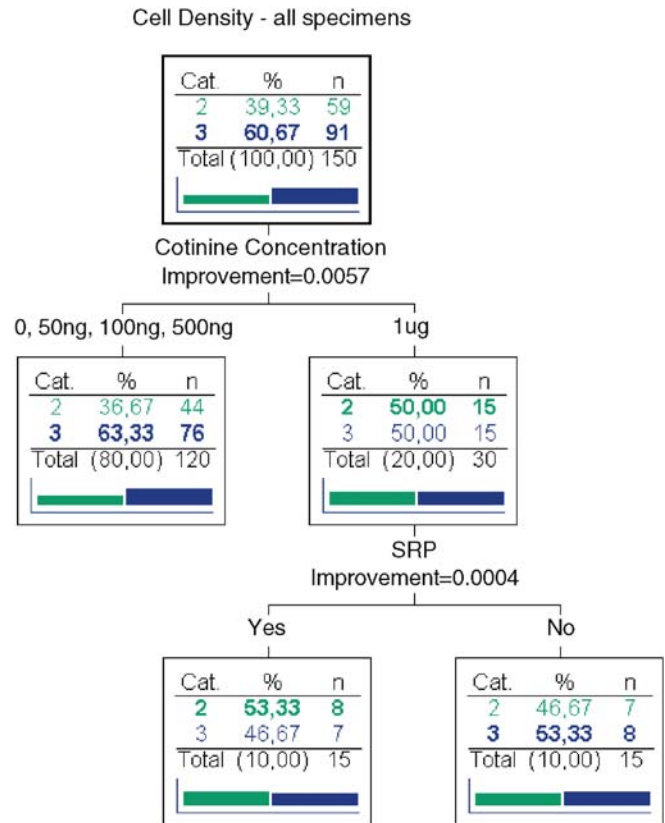 Cell Density - all specimens
Cat. % n
2 39,33 59
3 60,67 91
Total (100,00) 150
Cotinine Concentration
Improvement=0.0057
0, 50ng, 100ng, 500ng
1ug
Cat. % n
2 36,67 44
3 63,33 76
Total (80,00) 120
Cat. % n
2 50,00 15
3 50,00 15
Total (20,00) 30
SRP
Improvement=0.0004
Yes
No
Cat. % n
2 53,33 8
3 46,67 7
Total (10,00) 15
Cat. % n
2 46,67 7
3 53,33 8
Total (10,00) 15